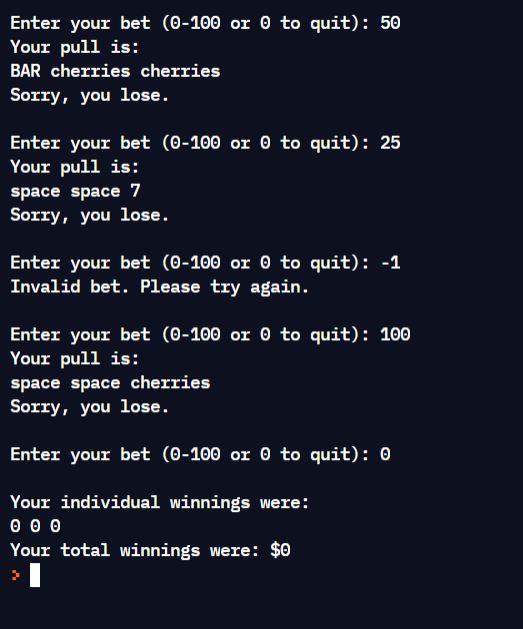 Enter your bet (0-100 or 0 to quit): 50
Your pull is:
BAR cherries cherries
Sorry, you lose.
Enter your bet (0-100 or 0 to quit): 25
Your pull is:
space space 7
Sorry, you lose.
Enter your bet (0-100 or 0 to quit): -1
Invalid bet. Please try again.
Enter your bet (0-100 or 0 to quit): 100
Your pull is:
space space cherries
Sorry, you lose.
Enter your bet (0-100 or 0 to quit): 0
Your individual winnings were:
0 0 0
Your total winnings were: $0
>